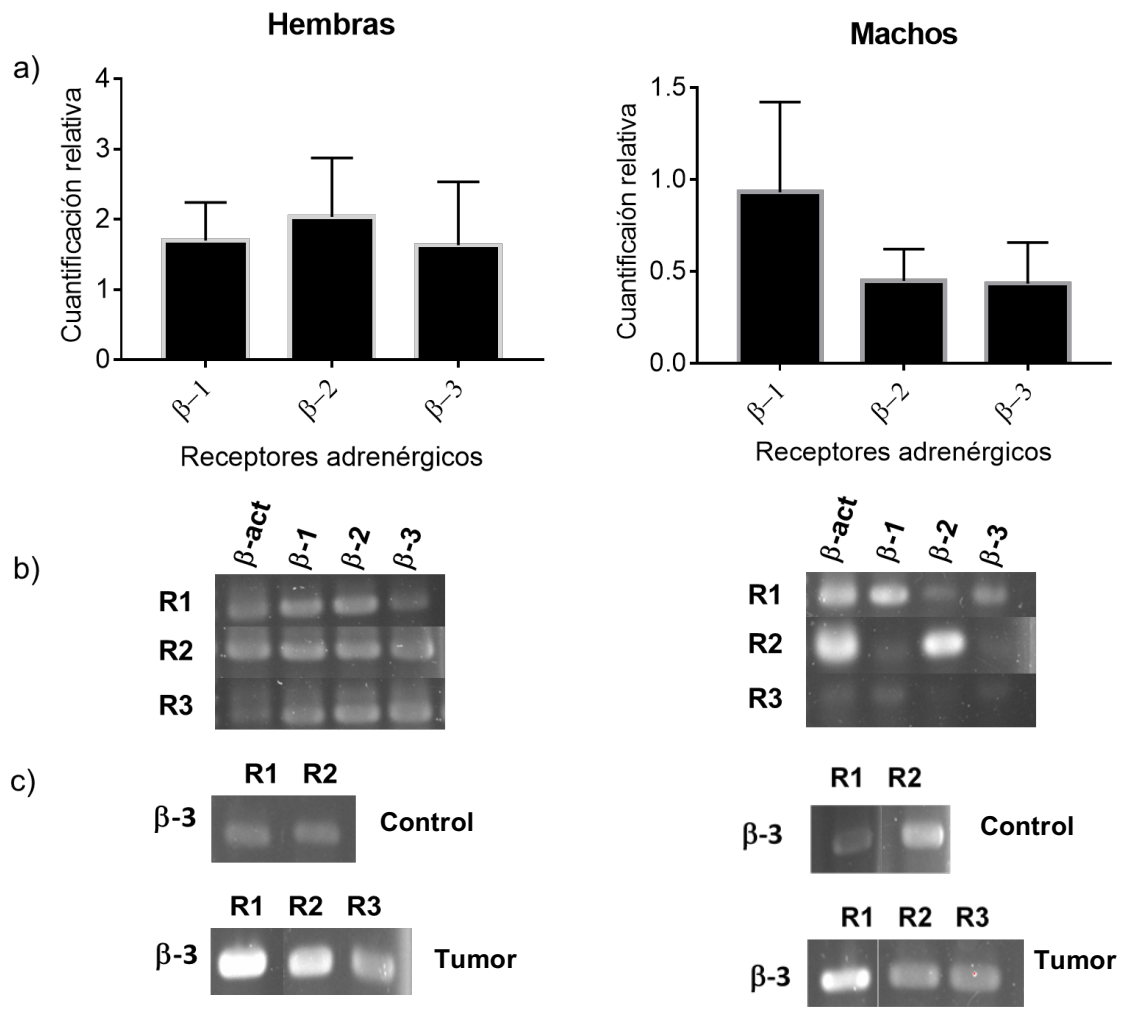 Hembras
Machos
a)
Cuantificación relativa
4
3
2
1
0
β–1
β–2
β–3
Receptores adrenérgicos
Cuantificaión relativa
1.5
1.0
0.5
0.0
β–1
β–2
β–3
Receptores adrenérgicos
b)
β-act β-1 β-2 β-3
R1
R2
R3
β-act β-1 β-2 β-3
R1
R2
R3
c)
R1 R2
β-3 Control
R1 R2 R3
β-3 Tumor
R1 R2
β-3 Control
R1 R2 R3
β-3 Tumor